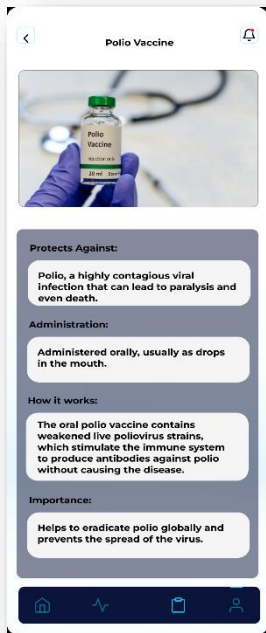 Polio Vaccine
Polio
Vaccine
Injection only
20 ml
Protects Against:
Polio, a highly contagious viral
infection that can lead to paralysis and
even death.
Administration:
Administered orally, usually as drops
in the mouth.
How it works:
The oral polio vaccine contains
weakened live poliovirus strains,
which stimulate the immune system
to produce antibodies against polio
without causing the disease.
Importance:
Helps to eradicate polio globally and
prevents the spread of the virus.